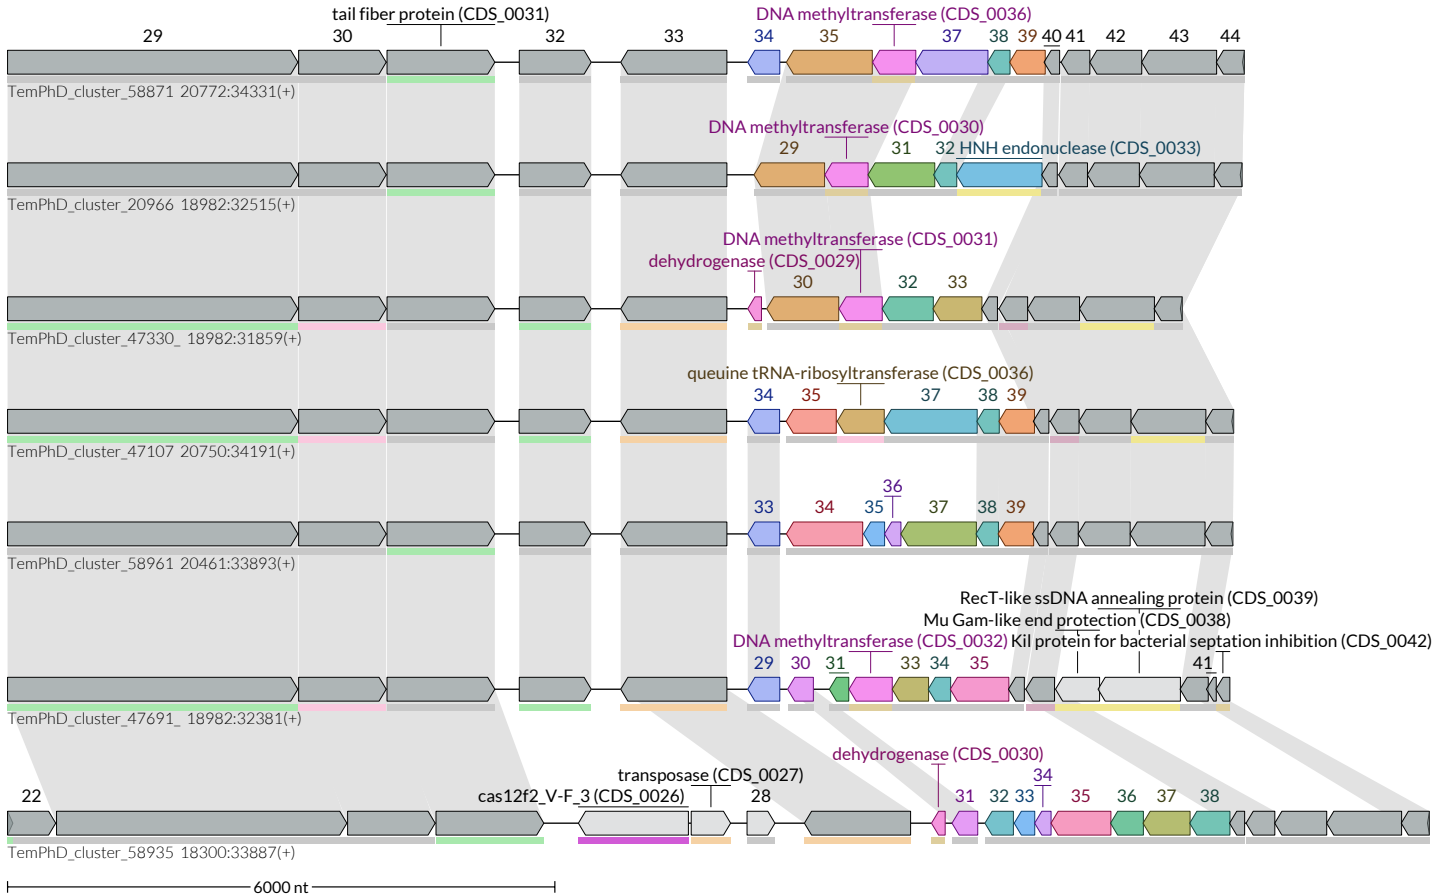 tail fiber protein (CDS_0031)
DNA methyltransferase (CDS_0036)
29 30 32 33 34 35 37 38 39 40 41 42 43 44
TemPhD_cluster_58871 20772:34331(+)
DNA methyltransferase (CDS_0030)
29 31 32 HNH endonuclease (CDS_0033)
TemPhD_cluster_20966 18982:32515(+)
DNA methyltransferase (CDS_0031)
dehydrogenase (CDS_0029)
30 32 33
TemPhD_cluster_47330_ 18982:31859(+)
queuine tRNA-ribosyltransferase (CDS_0036)
34 35 37 38 39
TemPhD_cluster_47107 20750:34191(+)
36
33 34 35 37 38 39
TemPhD_cluster_58961 20461:33893(+)
RecT-like ssDNA annealing protein (CDS_0039)
Mu Gam-like end protection (CDS_0038)
DNA methyltransferase (CDS_0032) Kil protein for bacterial septation inhibition (CDS_0042)
29 30 31 33 34 35 41
TemPhD_cluster_47691_ 18982:32381(+)
dehydrogenase (CDS_0030)
transposase (CDS_0027) 34
22 cas12f2_V-F_3 (CDS_0026) 28 31 32 33 35 36 37 38
TemPhD_cluster_58935 18300:33887(+)
6000 nt